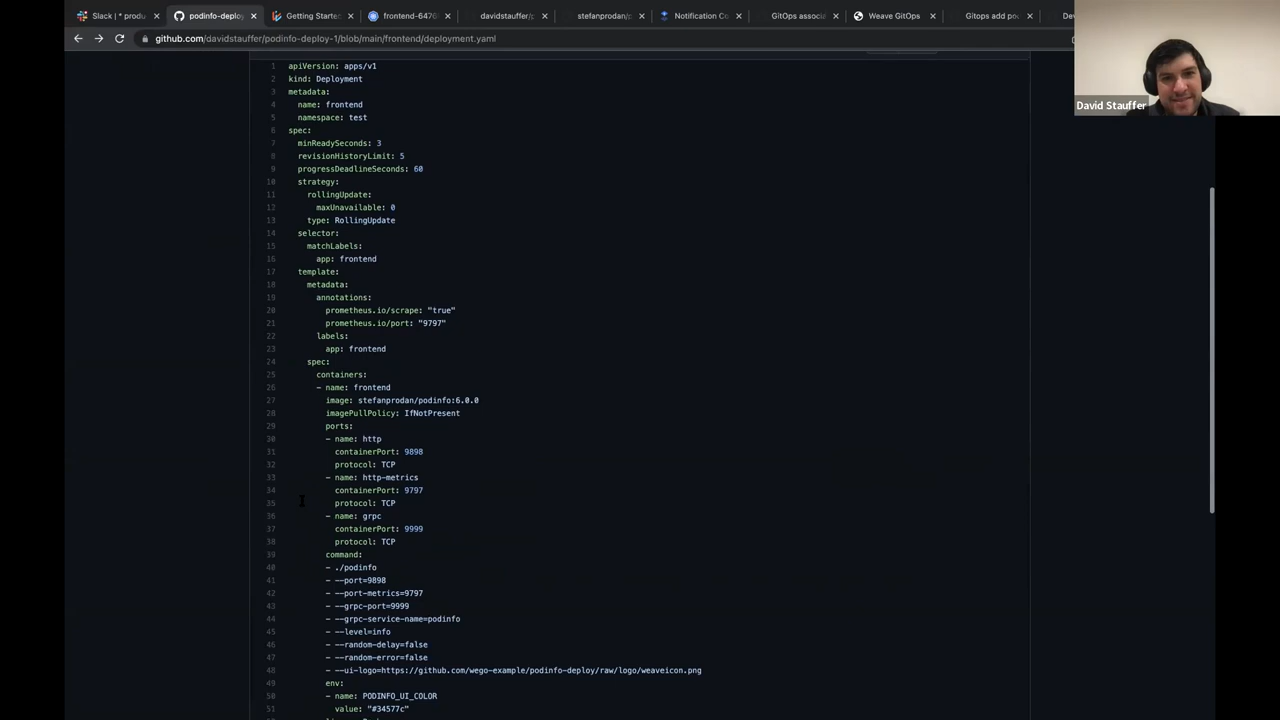 Slack | * produ
podinfo-deploy
Getting Starte
frontend-6476
davidstauffer/p
stefanprodan/p
Notification Co
GitOps associa
Weave GitOps
Gitops add po
Dev
github.com/davidstauffer/podinfo-deploy-1/blob/main/frontend/deployment.yaml
David Stauffer
1 apiVersion: apps/v1
2 kind: Deployment
3 metadata:
4 name: frontend
5 namespace: test
6 spec:
7 minReadySeconds: 3
8 revisionHistoryLimit: 5
9 progressDeadlineSeconds: 60
10 strategy:
11 rollingUpdate:
12 maxUnavailable: 0
13 type: RollingUpdate
14 selector:
15 matchLabels:
16 app: frontend
17 template:
18 metadata:
19 annotations:
20 prometheus.io/scrape: "true"
21 prometheus.io/port: "9797"
22 labels:
23 app: frontend
24 spec:
25 containers:
26 - name: frontend
27 image: stefanprodan/podinfo:6.0.0
28 imagePullPolicy: IfNotPresent
29 ports:
30 - name: http
31 containerPort: 9898
32 protocol: TCP
33 - name: http-metrics
34 containerPort: 9797
35 protocol: TCP
36 - name: grpc
37 containerPort: 9999
38 protocol: TCP
39 command:
40 - ./podinfo
41 - --port=9898
42 - --port-metrics=9797
43 - --grpc-port=9999
44 - --grpc-service-name=podinfo
45 - --level=info
46 - --random-delay=false
47 - --random-error=false
48 - --ui-logo=https://github.com/wego-example/podinfo-deploy/raw/logo/weaveicon.png
49 env:
50 - name: PODINFO_UI_COLOR
51 value: "#34577c"